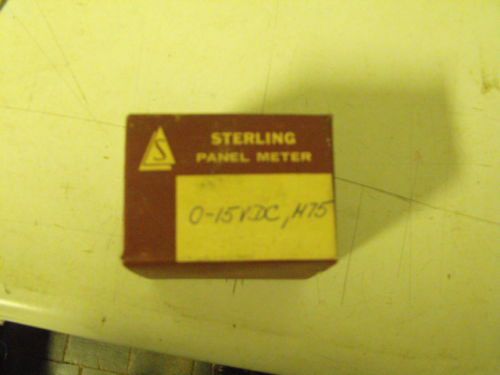 S
STERLING
PANEL METER
0-15VDC, M75